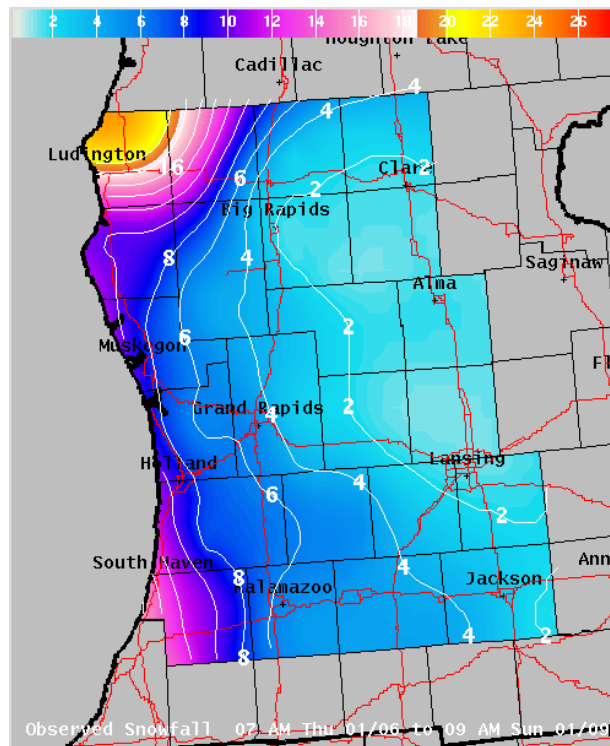 2 4 6 8 10 12 14 16 18 20 22 24 26
Houghton Lake
Cadillac
4
4
Ludington
16
6
2
Clare
2
Big Rapids
8
4
Saginaw
Alma
2
6
Muskegon
Fl
2
Grand Rapids
4
Holland
Lansing
4
6
2
South Haven
Ann
4
8
Kalamazoo
Jackson
4
2
8
Observed Snowfall 07 AM Thu 01/06 to 09 AM Sun 01/09